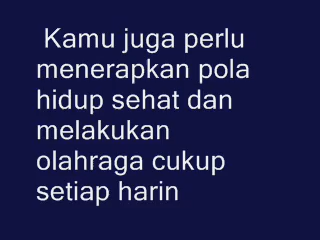 Kamu juga perlu
menerapkan pola
hidup sehat dan
melakukan
olahraga cukup
setiap harin